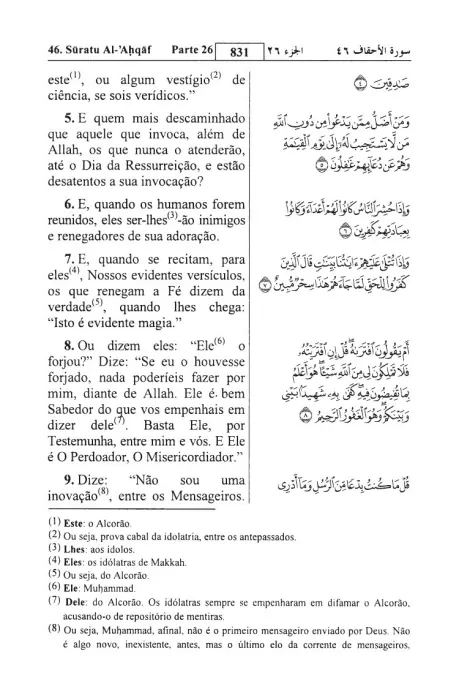 46. Sūratu Al-'Aḥqāf Parte 26 831 الجزء ٢٦ سورة الأحقاف ٤٦
este(1), ou algum vestígio(2) de
ciência, se sois verídicos."
صَٰدِقِينَ ٤
5. E quem mais descaminhado
que aquele que invoca, além de
Allah, os que nunca o atenderão,
até o Dia da Ressurreição, e estão
desatentos a sua invocação?
وَمَنْ أَضَلُّ مِمَّن يَدْعُوا۟ مِن دُونِ ٱللَّهِ
مَن لَّا يَسْتَجِيبُ لَهُۥٓ إِلَىٰ يَوْمِ ٱلْقِيَٰمَةِ
وَهُمْ عَن دُعَآئِهِمْ غَٰفِلُونَ ٥
6. E, quando os humanos forem
reunidos, eles ser-lhes(3)-ão inimigos
e renegadores de sua adoração.
وَإِذَا حُشِرَ ٱلنَّاسُ كَانُوا۟ لَهُمْ أَعْدَآءً وَكَانُوا۟
بِعِبَادَتِهِمْ كَٰفِرِينَ ٦
7. E, quando se recitam, para
eles(4), Nossos evidentes versículos,
os que renegam a Fé dizem da
verdade(5), quando lhes chega:
"Isto é evidente magia."
وَإِذَا تُتْلَىٰ عَلَيْهِمْ ءَايَٰتُنَا بَيِّنَٰتٍ قَالَ ٱلَّذِينَ
كَفَرُوا۟ لِلْحَقِّ لَمَّا جَآءَهُمْ هَٰذَا سِحْرٌ مُّبِينٌ ٧
8. Ou dizem eles: "Ele(6) o
forjou?" Dize: "Se eu o houvesse
forjado, nada poderíeis fazer por
mim, diante de Allah. Ele é bem
Sabedor do que vos empenhais em
dizer dele(7). Basta Ele, por
Testemunha, entre mim e vós. E Ele
é O Perdoador, O Misericordiador."
أَمْ يَقُولُونَ ٱفْتَرَىٰهُ ۖ قُلْ إِنِ ٱفْتَرَيْتُهُۥ
فَلَا تَمْلِكُونَ لِى مِنَ ٱللَّهِ شَيْـًٔا ۖ هُوَ أَعْلَمُ
بِمَا تُفِيضُونَ فِيهِ ۖ كَفَىٰ بِهِۦ شَهِيدًۢا بَيْنِى
وَبَيْنَكُمْ ۖ وَهُوَ ٱلْغَفُورُ ٱلرَّحِيمُ ٨
9. Dize: "Não sou uma
inovação(8), entre os Mensageiros.
قُلْ مَا كُنتُ بِدْعًا مِّنَ ٱلرُّسُلِ وَمَآ أَدْرِى
(1) Este: o Alcorão.
(2) Ou seja, prova cabal da idolatria, entre os antepassados.
(3) Lhes: aos ídolos.
(4) Eles: os idólatras de Makkah.
(5) Ou seja, do Alcorão.
(6) Ele: Muḥammad.
(7) Dele: do Alcorão. Os idólatras sempre se empenharam em difamar o Alcorão,
acusando-o de repositório de mentiras.
(8) Ou seja, Muḥammad, afinal, não é o primeiro mensageiro enviado por Deus. Não
é algo novo, inexistente, antes, mas o último elo da corrente de mensageiros,